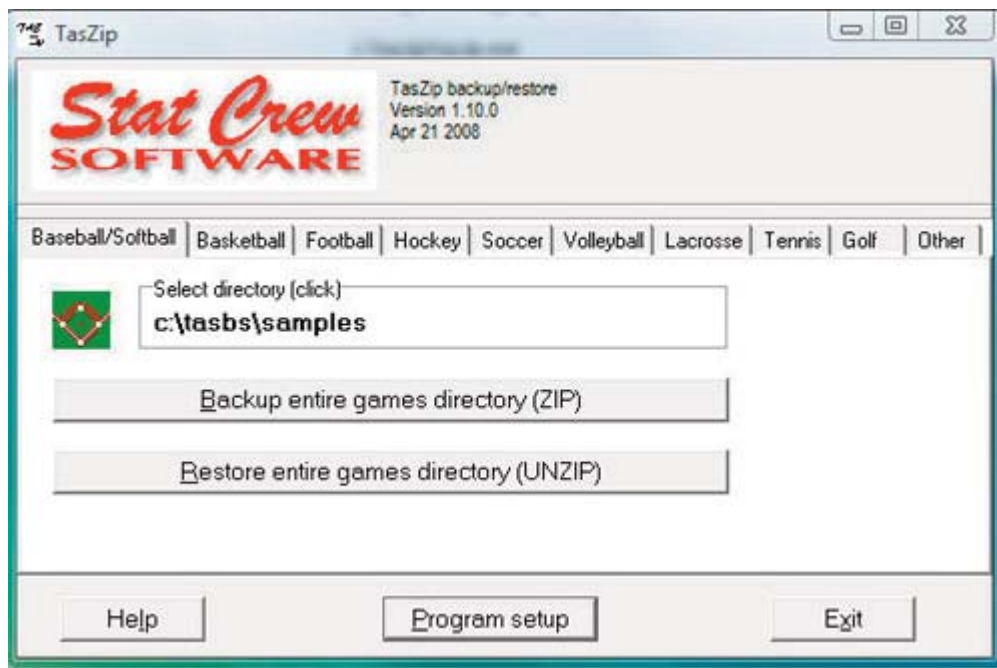 TasZip
Stat Crew
SOFTWARE
TasZip backup/restore
Version 1.10.0
Apr 21 2008
Baseball/Softball Basketball Football Hockey Soccer Volleyball Lacrosse Tennis Golf Other
Select directory (click)
c:\tasbs\samples
Backup entire games directory (ZIP)
Restore entire games directory (UNZIP)
Help Program setup Exit